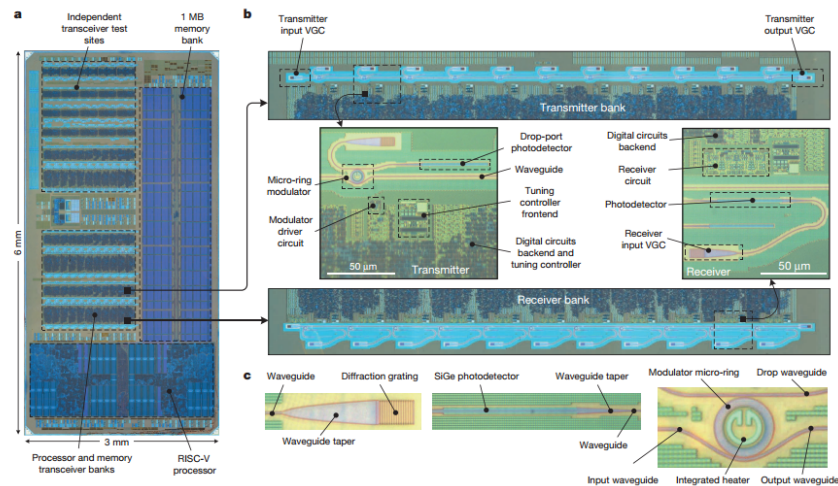 a
Independent
transceiver test
sites
1 MB
memory
bank
6 mm
3 mm
Processor and memory
transceiver banks
RISC-V
processor
b
Transmitter
input VGC
Transmitter
output VGC
Transmitter bank
Micro-ring
modulator
Modulator
driver
circuit
Drop-port
photodetector
Waveguide
Tuning
controller
frontend
Digital circuits
backend and
tuning controller
50 μm
Transmitter
Digital circuits
backend
Receiver
circuit
Photodetector
Receiver
input VGC
Receiver
50 μm
Receiver bank
c
Waveguide
Diffraction grating
Waveguide taper
SiGe photodetector
Waveguide taper
Waveguide
Modulator micro-ring
Drop waveguide
Input waveguide
Integrated heater
Output waveguide